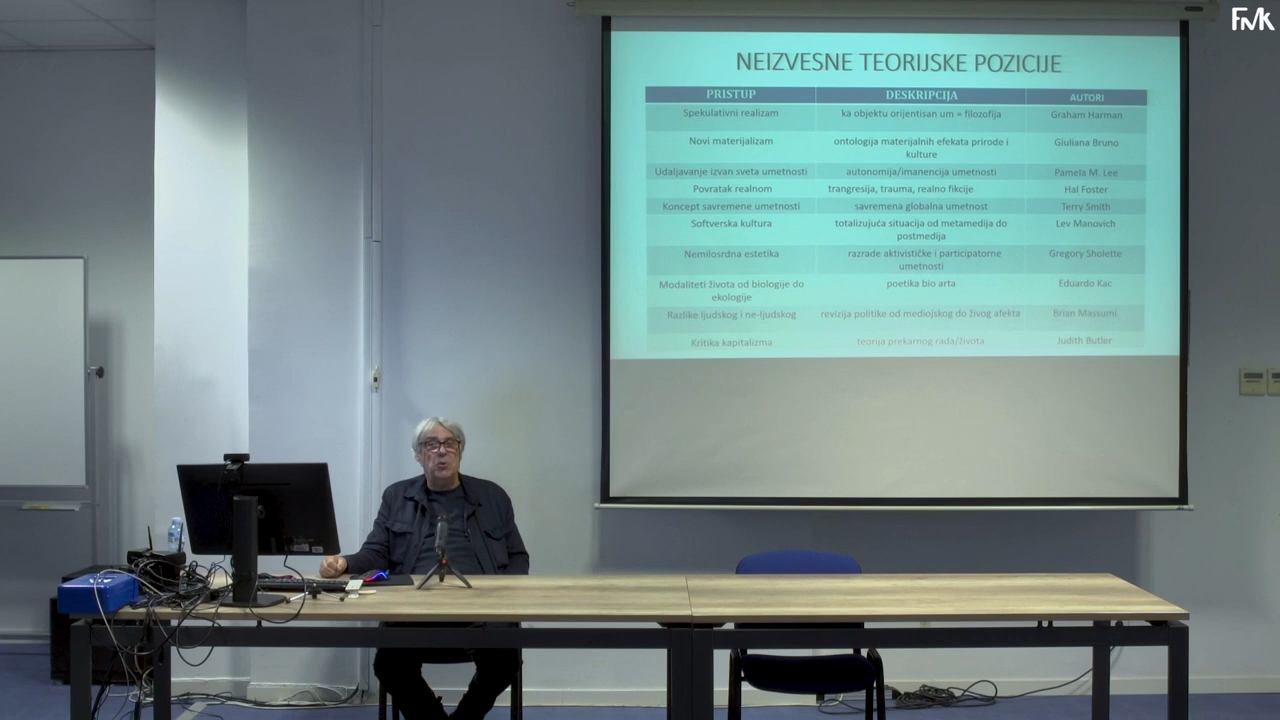 FMK
NEIZVESNE TEORIJSKE POZICIJE
PRISTUP DESKRIPCIJA AUTORI
Spekulativni realizam ka objektu orijentisan um = filozofija Graham Harman
Novi materijalizam ontologija materijalnih efekata prirode i kulture Giuliana Bruno
Udaljavanje izvan sveta umetnosti autonomija/imanencija umetnosti Pamela M. Lee
Povratak realnom trangresija, trauma, realno fikcije Hal Foster
Koncept savremene umetnosti savremena globalna umetnost Terry Smith
Softverska kultura totalizujuća situacija od metamedija do postmedija Lev Manovich
Nemilosrdna estetika razrade aktivističke i participatorne umetnosti Gregory Sholette
Modaliteti života od biologije do ekologije poetika bio arta Eduardo Kac
Razlike ljudskog i ne-ljudskog revizija politike od mediojskog do živog afekta Brian Massumi
Kritika kapitalizma teorija prekarnog rada/života Judith Butler